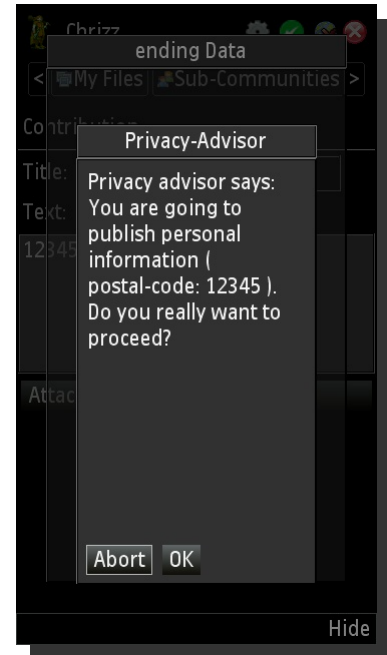 Chrizz
ending Data
< My Files Sub-Communities >
Contribution
Privacy-Advisor
Title:
Privacy advisor says:
You are going to
publish personal
information (
postal-code: 12345 ).
Do you really want to
proceed?
Text:
12345
Attac
Abort OK
Hide